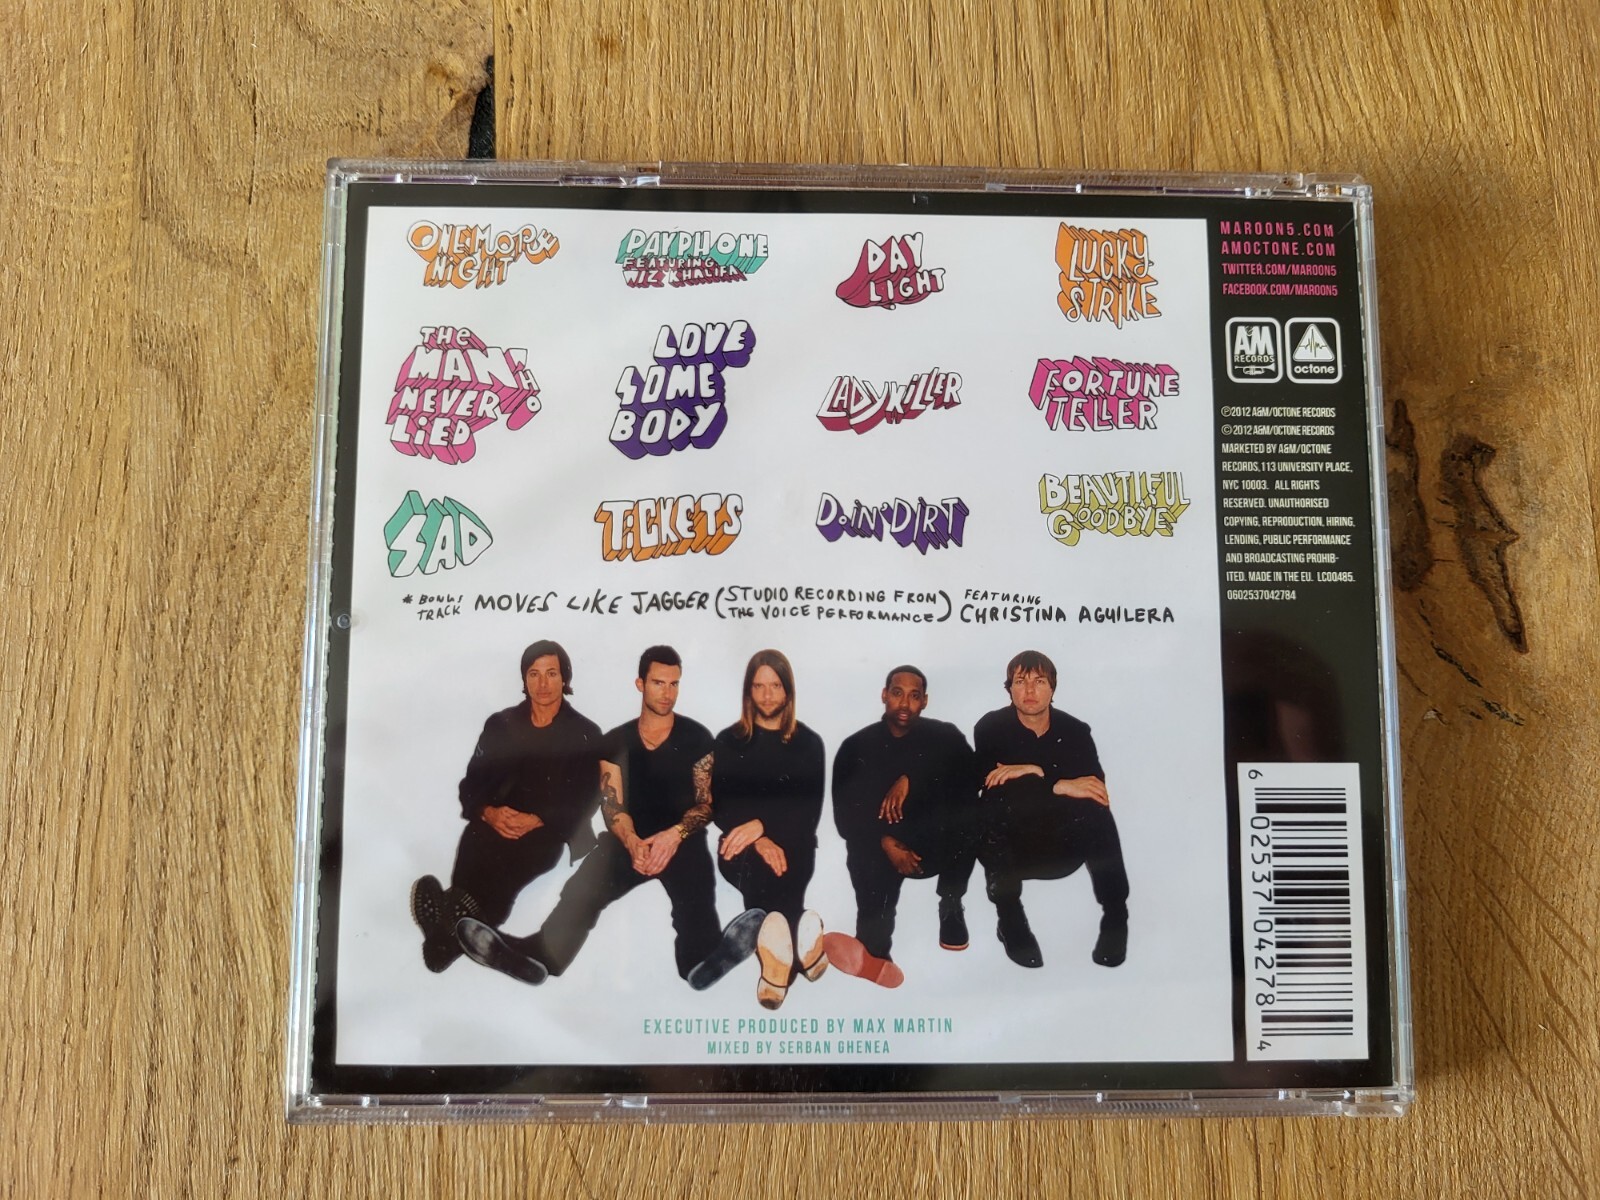 ONE MORE
NIGHT
PAYPHONE
FEATURING
WIZ KHALIFA
DAY
LIGHT
LUCKY
STRIKE
THE
MAN WHO
NEVER
LIED
LOVE
SOME
BODY
LADYKILLER
FORTUNE
TELLER
SAD
TICKETS
DOIN' DIRT
BEAUTIFUL
GOODBYE
* BONUS
TRACK
MOVES LIKE JAGGER
(STUDIO RECORDING FROM
THE VOICE PERFORMANCE)
FEATURING
CHRISTINA AGUILERA
EXECUTIVE PRODUCED BY MAX MARTIN
MIXED BY SERBAN GHENEA
MAROON5.COM
AMOCTONE.COM
TWITTER.COM/MAROON5
FACEBOOK.COM/MAROON5
A&M
RECORDS
octone
℗2012 A&M/OCTONE RECORDS
© 2012 A&M/OCTONE RECORDS
MARKETED BY A&M/OCTONE
RECORDS, 113 UNIVERSITY PLACE,
NYC 10003. ALL RIGHTS
RESERVED. UNAUTHORISED
COPYING, REPRODUCTION, HIRING,
LENDING, PUBLIC PERFORMANCE
AND BROADCASTING PROHIB-
ITED. MADE IN THE EU. LC00485.
0602537042784
6 02537 04278 4